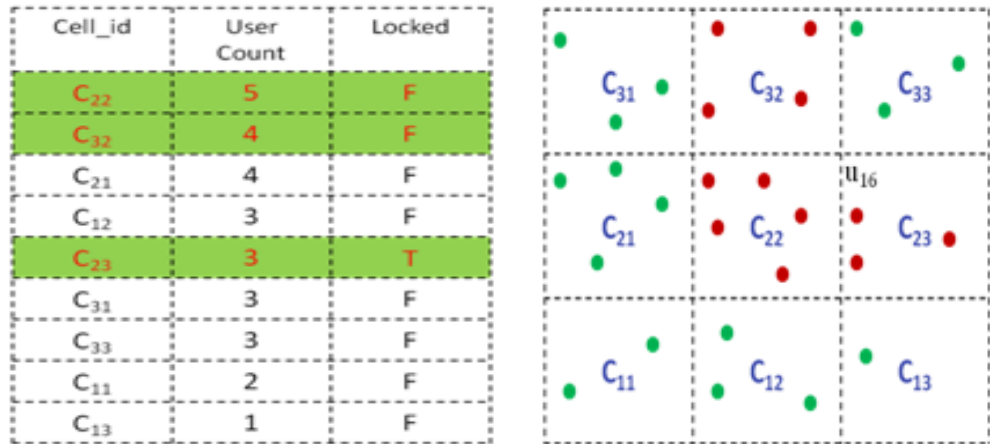 Cell_id User Count Locked
C₂₂ 5 F
C₃₂ 4 F
C₂₁ 4 F
C₁₂ 3 F
C₂₃ 3 T
C₃₁ 3 F
C₃₃ 3 F
C₁₁ 2 F
C₁₃ 1 F
C₃₁ C₃₂ C₃₃
u₁₆
C₂₁ C₂₂ C₂₃
C₁₁ C₁₂ C₁₃